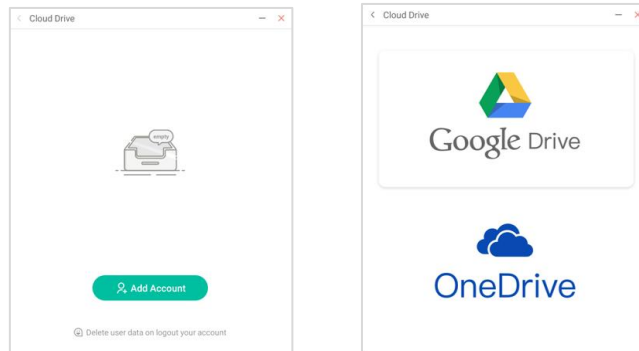 Cloud Drive
empty
Add Account
Delete user data on logout your account
Cloud Drive
Google Drive
OneDrive